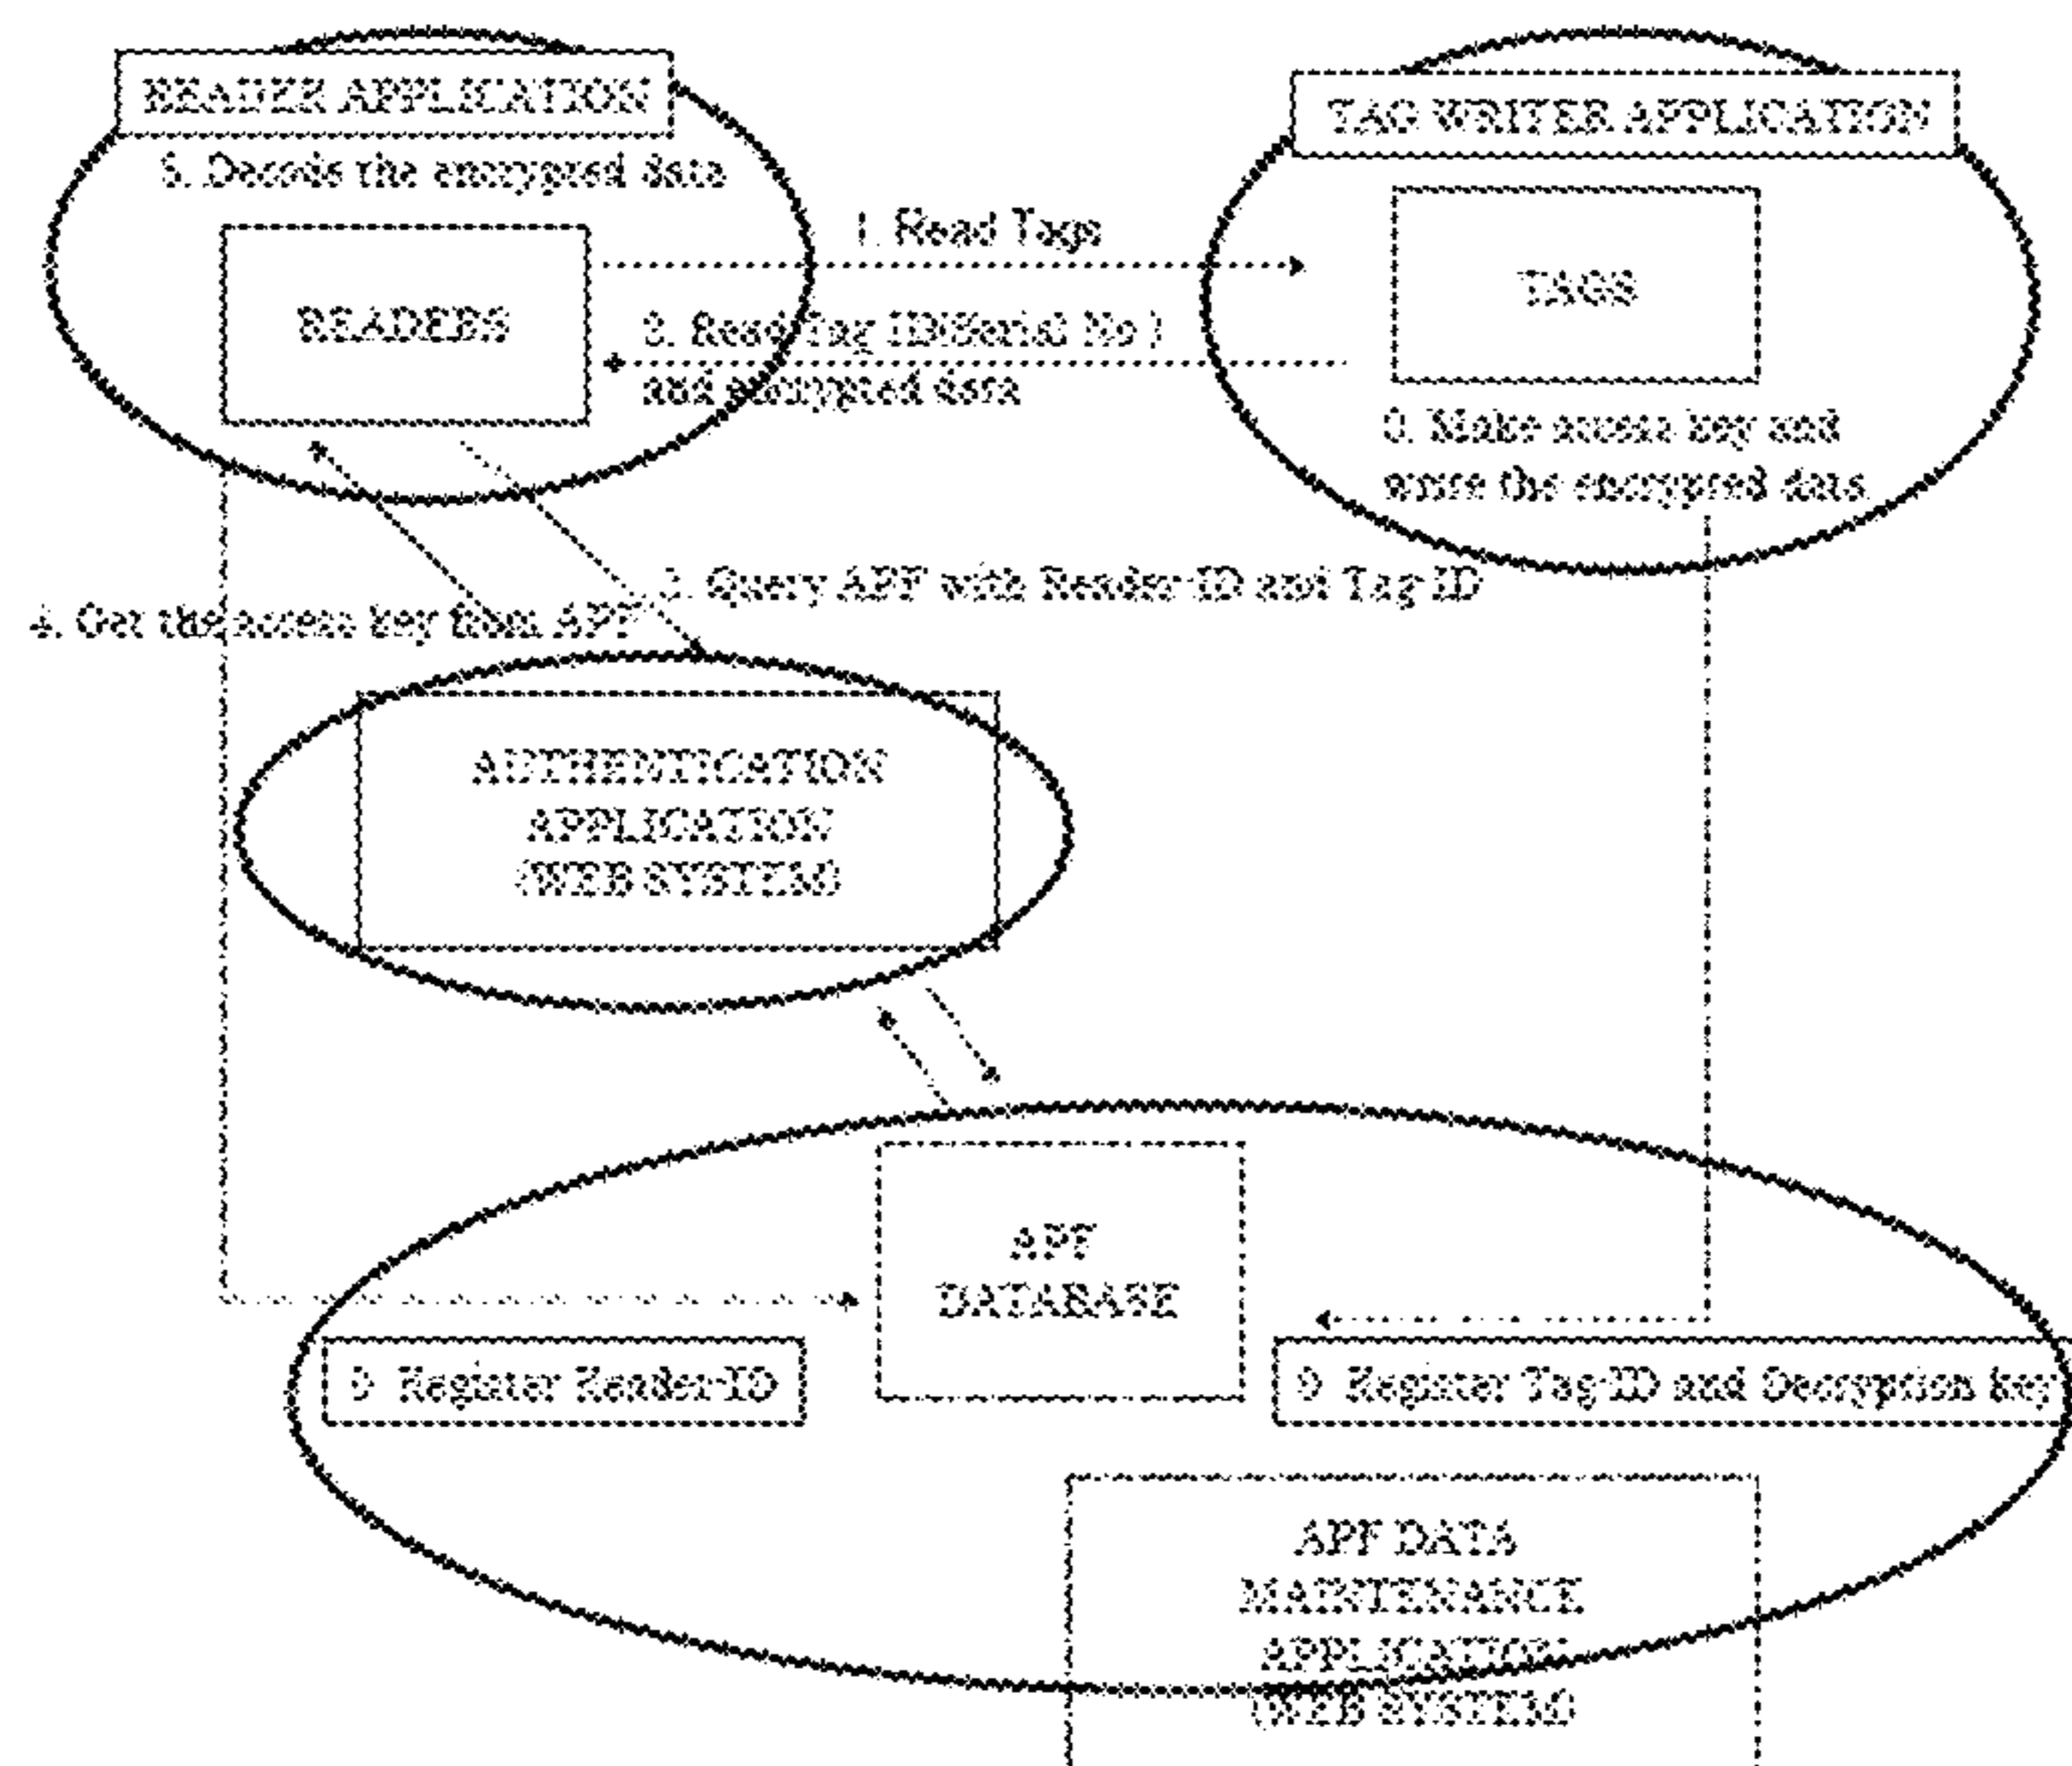 READER APPLICATION
5. Decode the encrypted data
READERS
TAG WRITER APPLICATION
TAGS
0. Make access key and
write the encrypted data
1. Read Tags
2. Read Tag ID(Serial No.)
and encrypted data
3. Query APF with Reader-ID and Tag ID
4. Get the access key from APF
AUTHENTICATION
APPLICATION
(WEB SYSTEM)
APF
DATABASE
0 Register Reader-ID
0 Register Tag-ID and Decryption key
APF DATA
MAINTENANCE
APPLICATION
(WEB SYSTEM)